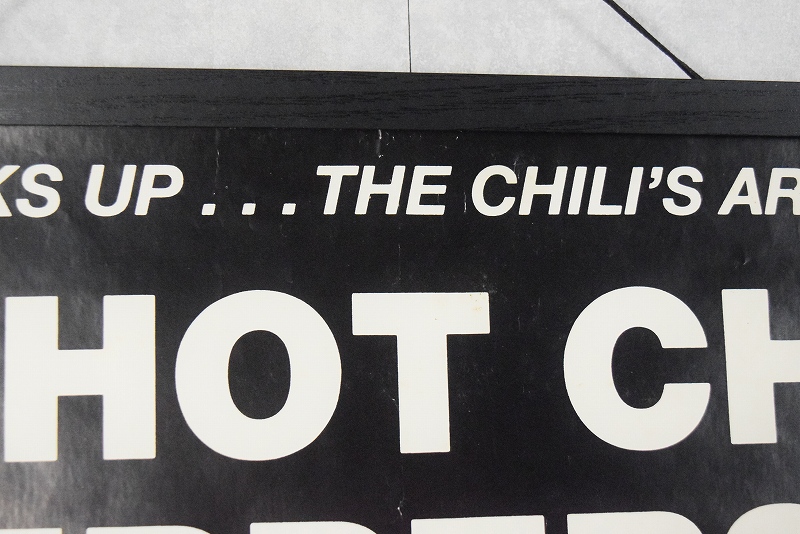 KS UP . . . THE CHILI'S AR
HOT CH